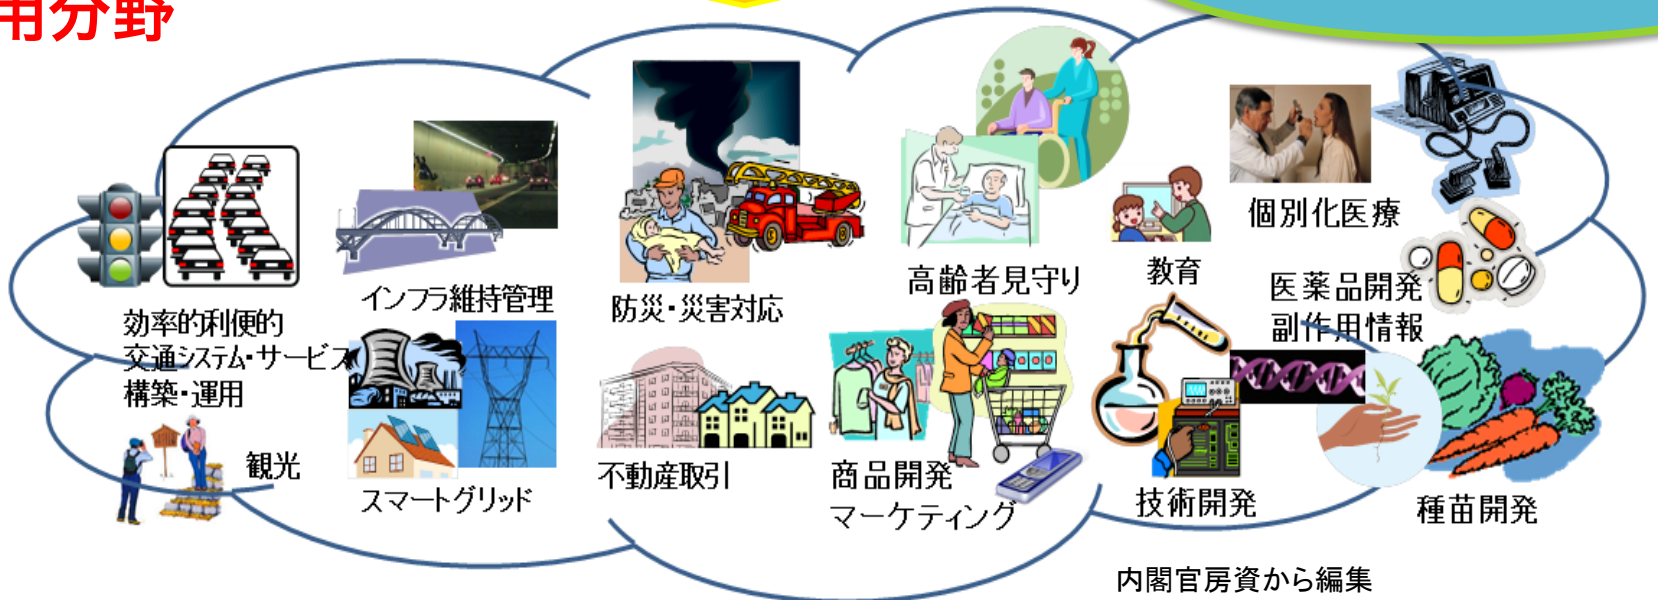 用分野
個別化医療
高齢者見守り
教育
インフラ維持管理
防災・災害対応
医薬品開発
副作用情報
効率的利便的
交通システム・サービス
構築・運用
観光
スマートグリッド
不動産取引
商品開発
マーケティング
技術開発
種苗開発
内閣官房資から編集